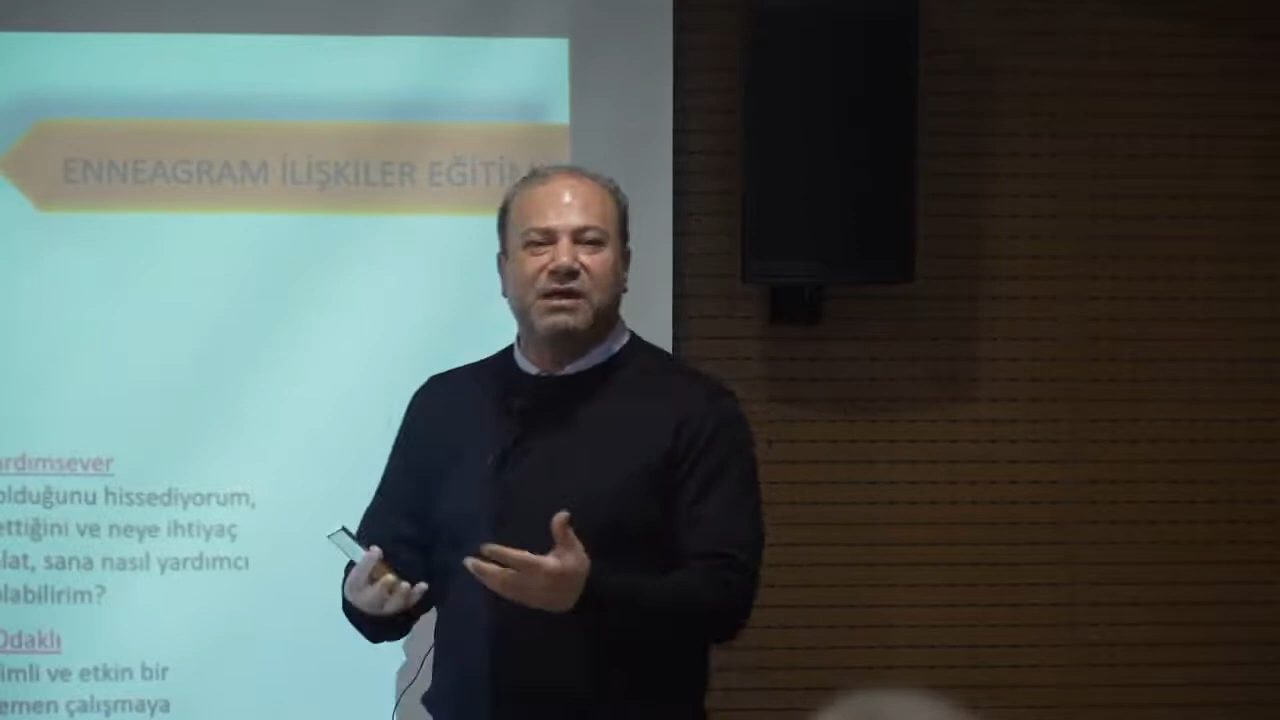 ENNEAGRAM İLİŞKİLER EĞİTİM
ardımsever
olduğunu hissediyorum,
ettiğini ve neye ihtiyaç
lat, sana nasıl yardımcı
olabilirim?
Odaklı
imli ve etkin bir
emen çalışmaya